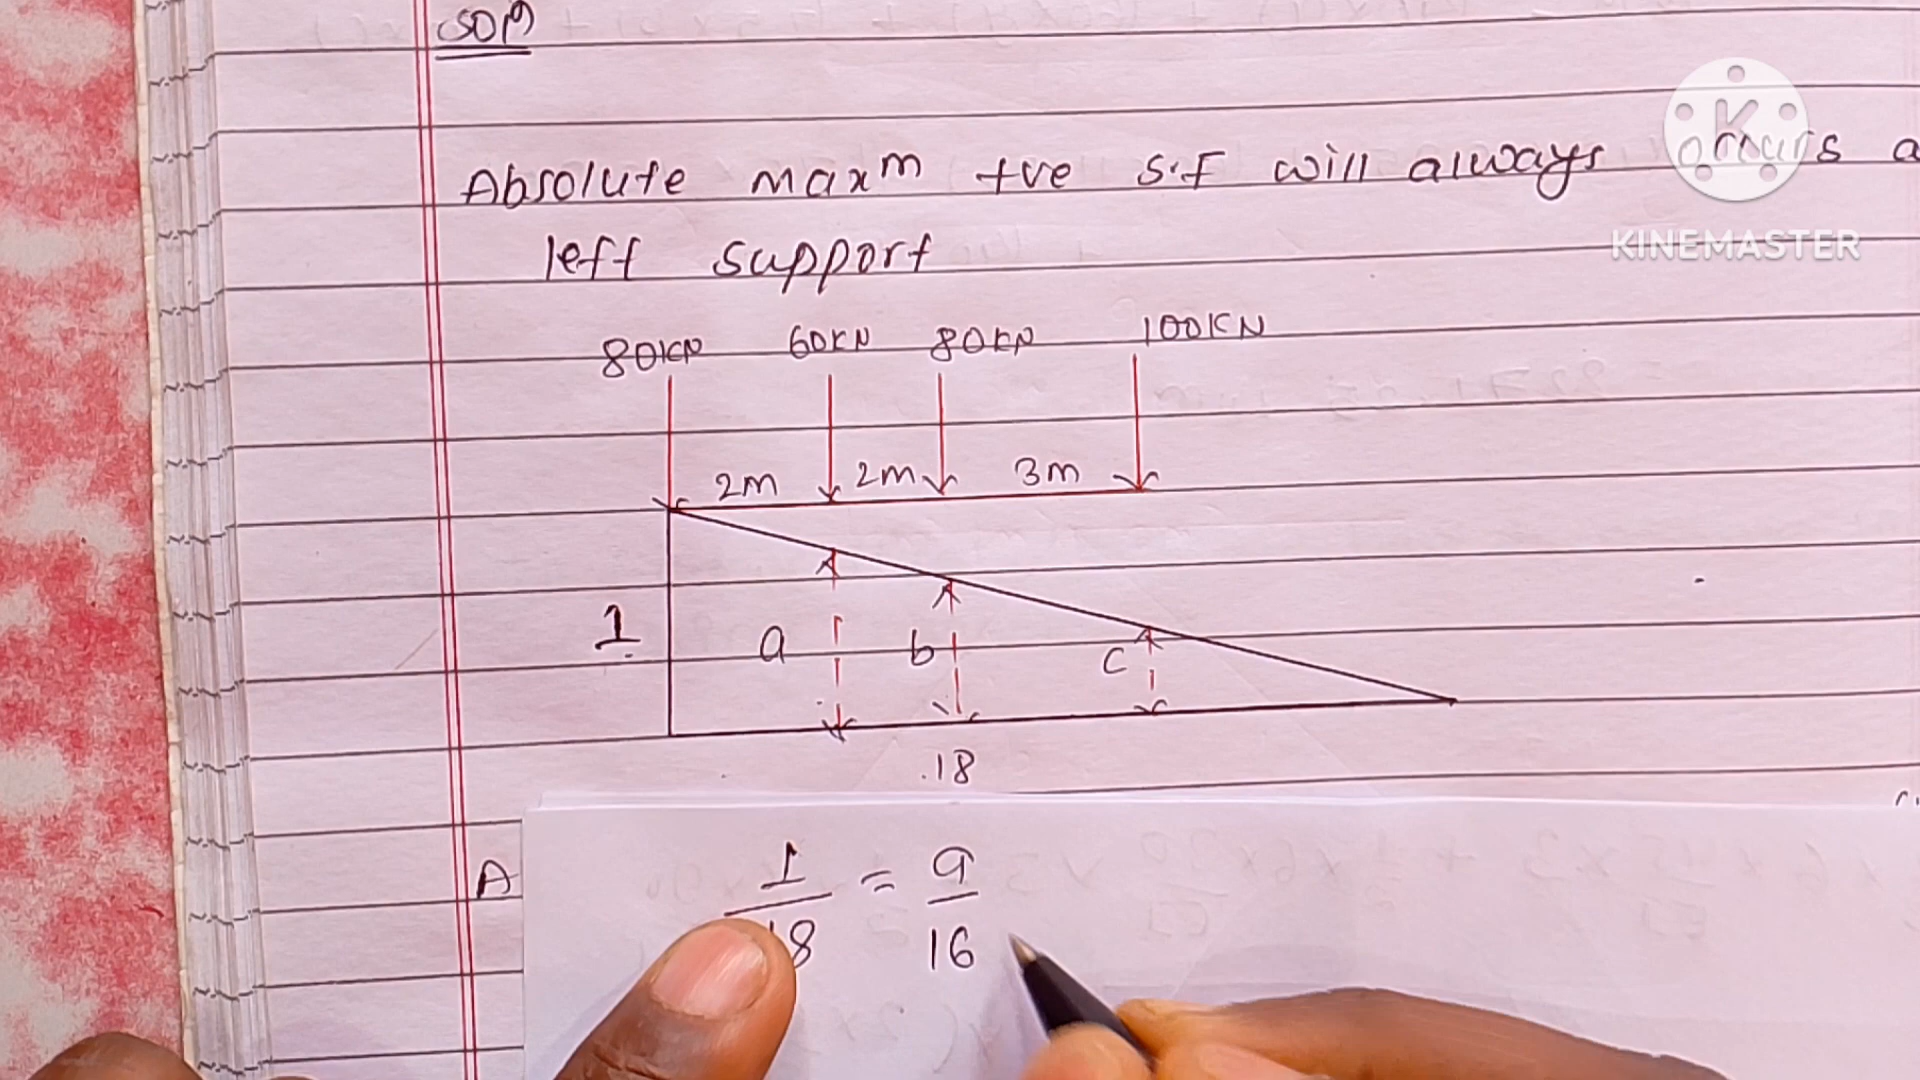 SOM
Absolute maxm +ve S.F will always occurs a
left support
80KN 60KN 80KN 100KN
2m 2m 3m
1 a b c
18
A
1/18 = a/16
K
KINEMASTER